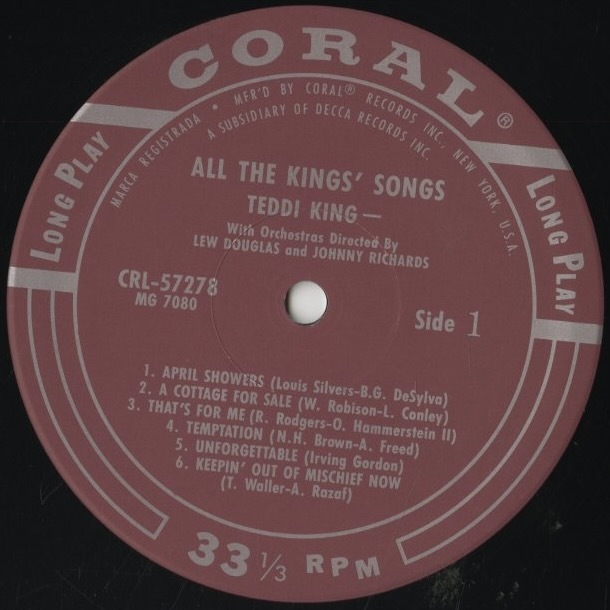 CORAL®
MARCA REGISTRADA • MFR'D BY CORAL® RECORDS INC., NEW YORK, U.S.A.
A SUBSIDIARY OF DECCA RECORDS INC.
LONG PLAY
LONG PLAY
ALL THE KINGS' SONGS
TEDDI KING—
With Orchestras Directed By
LEW DOUGLAS and JOHNNY RICHARDS
CRL-57278
MG 7080
Side 1
1. APRIL SHOWERS (Louis Silvers-B.G. DeSylva)
2. A COTTAGE FOR SALE (W. Robison-L. Conley)
3. THAT'S FOR ME (R. Rodgers-O. Hammerstein II)
4. TEMPTATION (N.H. Brown-A. Freed)
5. UNFORGETTABLE (Irving Gordon)
6. KEEPIN' OUT OF MISCHIEF NOW
(T. Waller-A. Razaf)
33 1/3 RPM